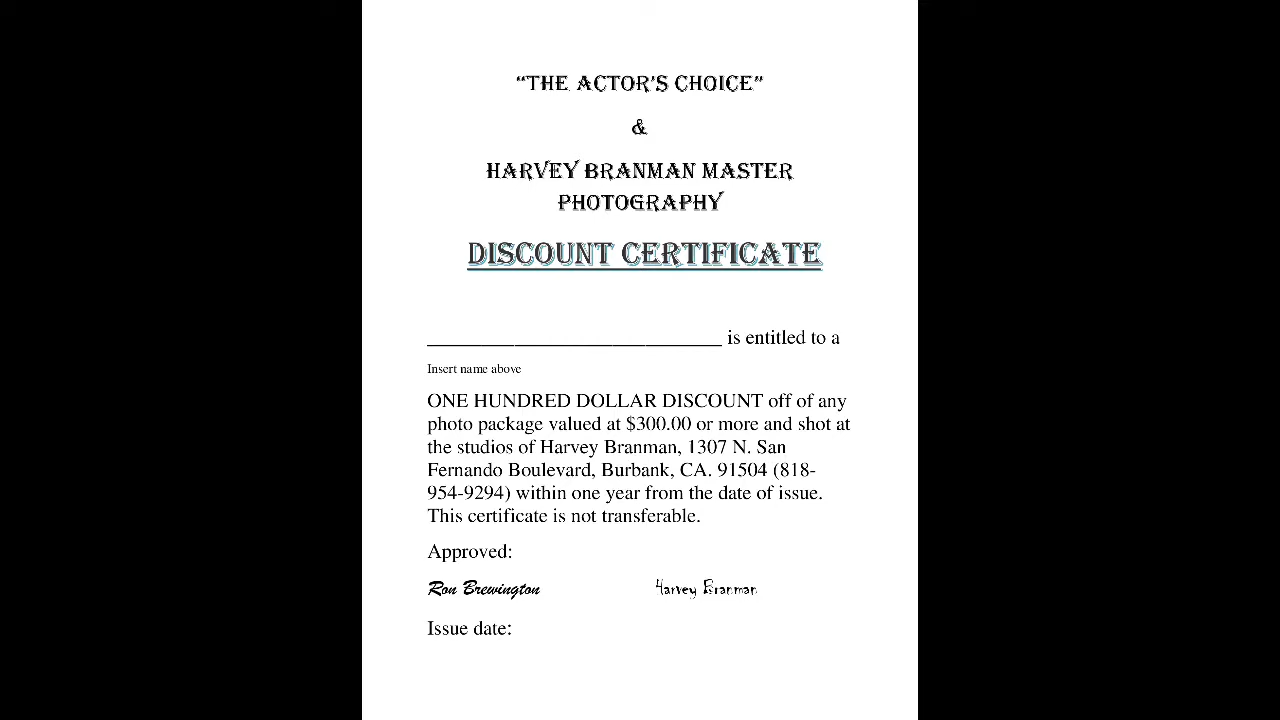 “THE ACTOR’S CHOICE”
&
HARVEY BRANMAN MASTER
PHOTOGRAPHY
DISCOUNT CERTIFICATE
______________________________ is entitled to a
Insert name above
ONE HUNDRED DOLLAR DISCOUNT off of any
photo package valued at $300.00 or more and shot at
the studios of Harvey Branman, 1307 N. San
Fernando Boulevard, Burbank, CA. 91504 (818-
954-9294) within one year from the date of issue.
This certificate is not transferable.
Approved:
Ron Brewington Harvey Branman
Issue date: